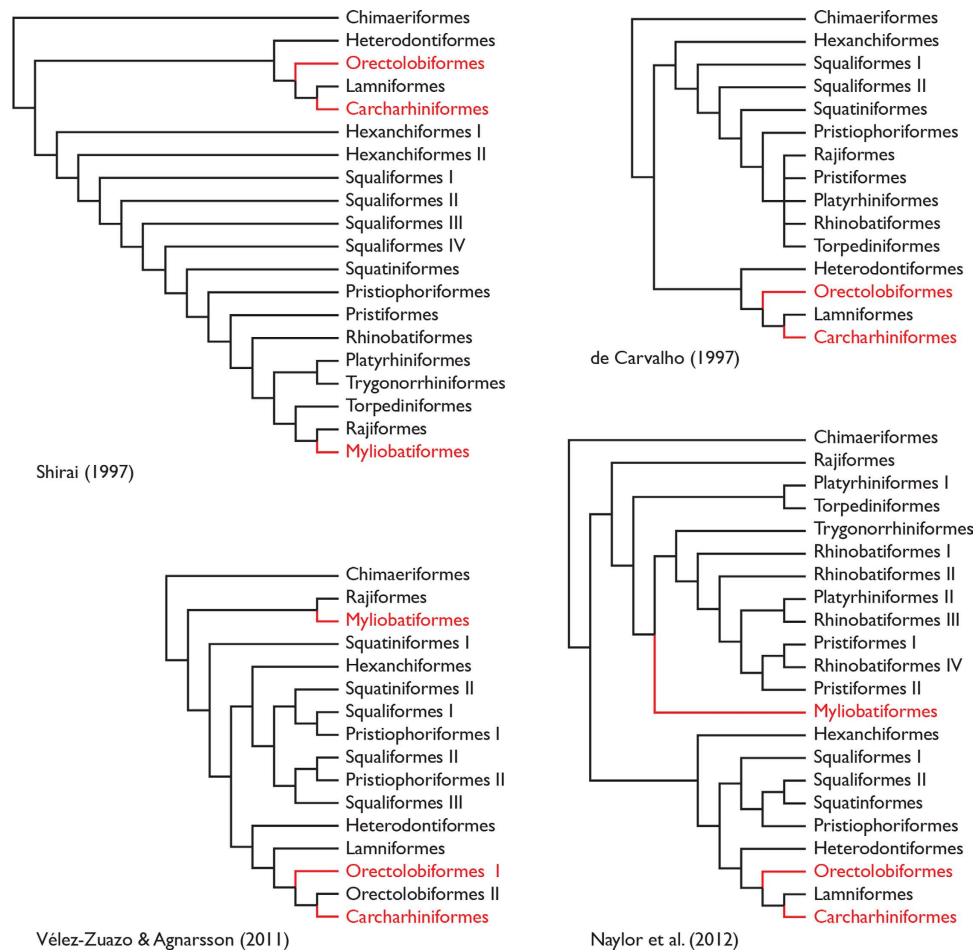 Chimaeriformes
Heterodontiformes
Orectolobiformes
Lamniformes
Carcharhiniformes
Hexanchiformes I
Hexanchiformes II
Squaliformes I
Squaliformes II
Squaliformes III
Squaliformes IV
Squatiniformes
Pristiophoriformes
Pristiformes
Rhinobatiformes
Platyrhiniformes
Trygonorrhiniformes
Torpediniformes
Rajiformes
Myliobatiformes
Shirai (1997)
Chimaeriformes
Hexanchiformes
Squaliformes I
Squaliformes II
Squatiniformes
Pristiophoriformes
Rajiformes
Pristiformes
Platyrhiniformes
Rhinobatiformes
Torpediniformes
Heterodontiformes
Orectolobiformes
Lamniformes
Carcharhiniformes
de Carvalho (1997)
Chimaeriformes
Rajiformes
Myliobatiformes
Squatiniformes I
Hexanchiformes
Squatiniformes II
Squaliformes I
Pristiophoriformes I
Squaliformes II
Pristiophoriformes II
Squaliformes III
Heterodontiformes
Lamniformes
Orectolobiformes I
Orectolobiformes II
Carcharhiniformes
Vélez-Zuazo & Agnarsson (2011)
Chimaeriformes
Rajiformes
Platyrhiniformes I
Torpediniformes
Trygonorrhiniformes
Rhinobatiformes I
Rhinobatiformes II
Platyrhiniformes II
Rhinobatiformes III
Pristiformes I
Rhinobatiformes IV
Pristiformes II
Myliobatiformes
Hexanchiformes
Squaliformes I
Squaliformes II
Squatinformes
Pristiophoriformes
Heterodontiformes
Orectolobiformes
Lamniformes
Carcharhiniformes
Naylor et al. (2012)